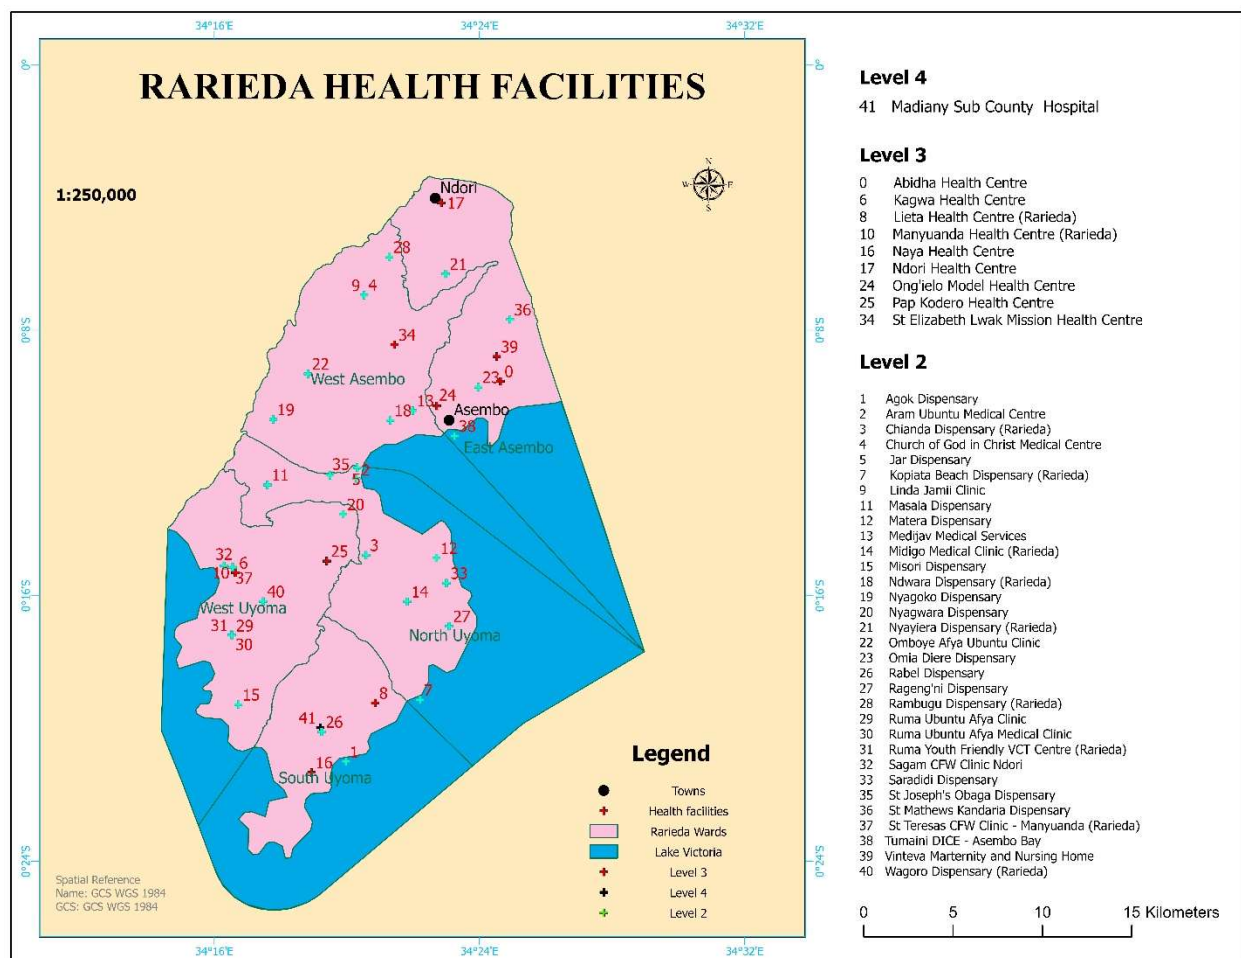 34°16'E 34°24'E 34°32'E
0° 0°
RARIEDA HEALTH FACILITIES
1:250,000
N
W E
S
Ndori
17
28
21
9 4
36
0°8'S 0°8'S
34
39
22
West Asembo
23 0
13 24
19
18
Asembo
38
East Asembo
35 2
11
5
20
32
6
25
3
12
10 37
33
0°16'S 0°16'S
40
14
West Uyoma
31 29
27
30
North Uyoma
15
8
7
41 26
1
16
South Uyoma
Legend
Towns
Health facilities
Rarieda Wards
Lake Victoria
Level 3
Level 4
Level 2
0°24'S 0°24'S
Spatial Reference
Name: GCS WGS 1984
GCS: GCS WGS 1984
34°16'E 34°24'E 34°32'E
Level 4
41 Madiany Sub County Hospital
Level 3
0 Abidha Health Centre
6 Kagwa Health Centre
8 Lieta Health Centre (Rarieda)
10 Manyuanda Health Centre (Rarieda)
16 Naya Health Centre
17 Ndori Health Centre
24 Ong'ielo Model Health Centre
25 Pap Kodero Health Centre
34 St Elizabeth Lwak Mission Health Centre
Level 2
1 Agok Dispensary
2 Aram Ubuntu Medical Centre
3 Chianda Dispensary (Rarieda)
4 Church of God in Christ Medical Centre
5 Jar Dispensary
7 Kopiata Beach Dispensary (Rarieda)
9 Linda Jamii Clinic
11 Masala Dispensary
12 Matera Dispensary
13 Medijav Medical Services
14 Midigo Medical Clinic (Rarieda)
15 Misori Dispensary
18 Ndwara Dispensary (Rarieda)
19 Nyagoko Dispensary
20 Nyagwara Dispensary
21 Nyayiera Dispensary (Rarieda)
22 Omboye Afya Ubuntu Clinic
23 Omia Diere Dispensary
26 Rabel Dispensary
27 Rageng'ni Dispensary
28 Rambugu Dispensary (Rarieda)
29 Ruma Ubuntu Afya Clinic
30 Ruma Ubuntu Afya Medical Clinic
31 Ruma Youth Friendly VCT Centre (Rarieda)
32 Sagam CFW Clinic Ndori
33 Saradidi Dispensary
35 St Joseph's Obaga Dispensary
36 St Mathews Kandaria Dispensary
37 St Teresas CFW Clinic - Manyuanda (Rarieda)
38 Tumaini DICE - Asembo Bay
39 Vinteva Marternity and Nursing Home
40 Wagoro Dispensary (Rarieda)
0 5 10 15 Kilometers